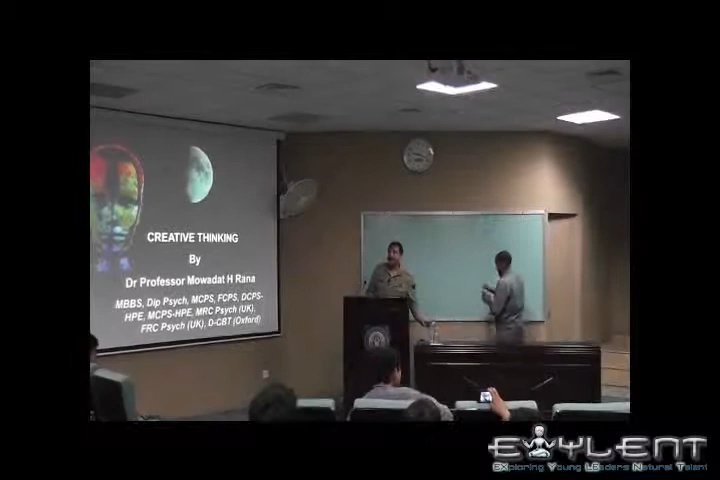 CREATIVE THINKING
By
Dr Professor Mowadat H Rana
MBBS, Dip Psych, MCPS, FCPS, DCPS-
HPE, MCPS-HPE, MRC Psych (UK),
FRC Psych (UK), D-CBT (Oxford)
EXYLENT
EXploring Young LEaders Natural Talent